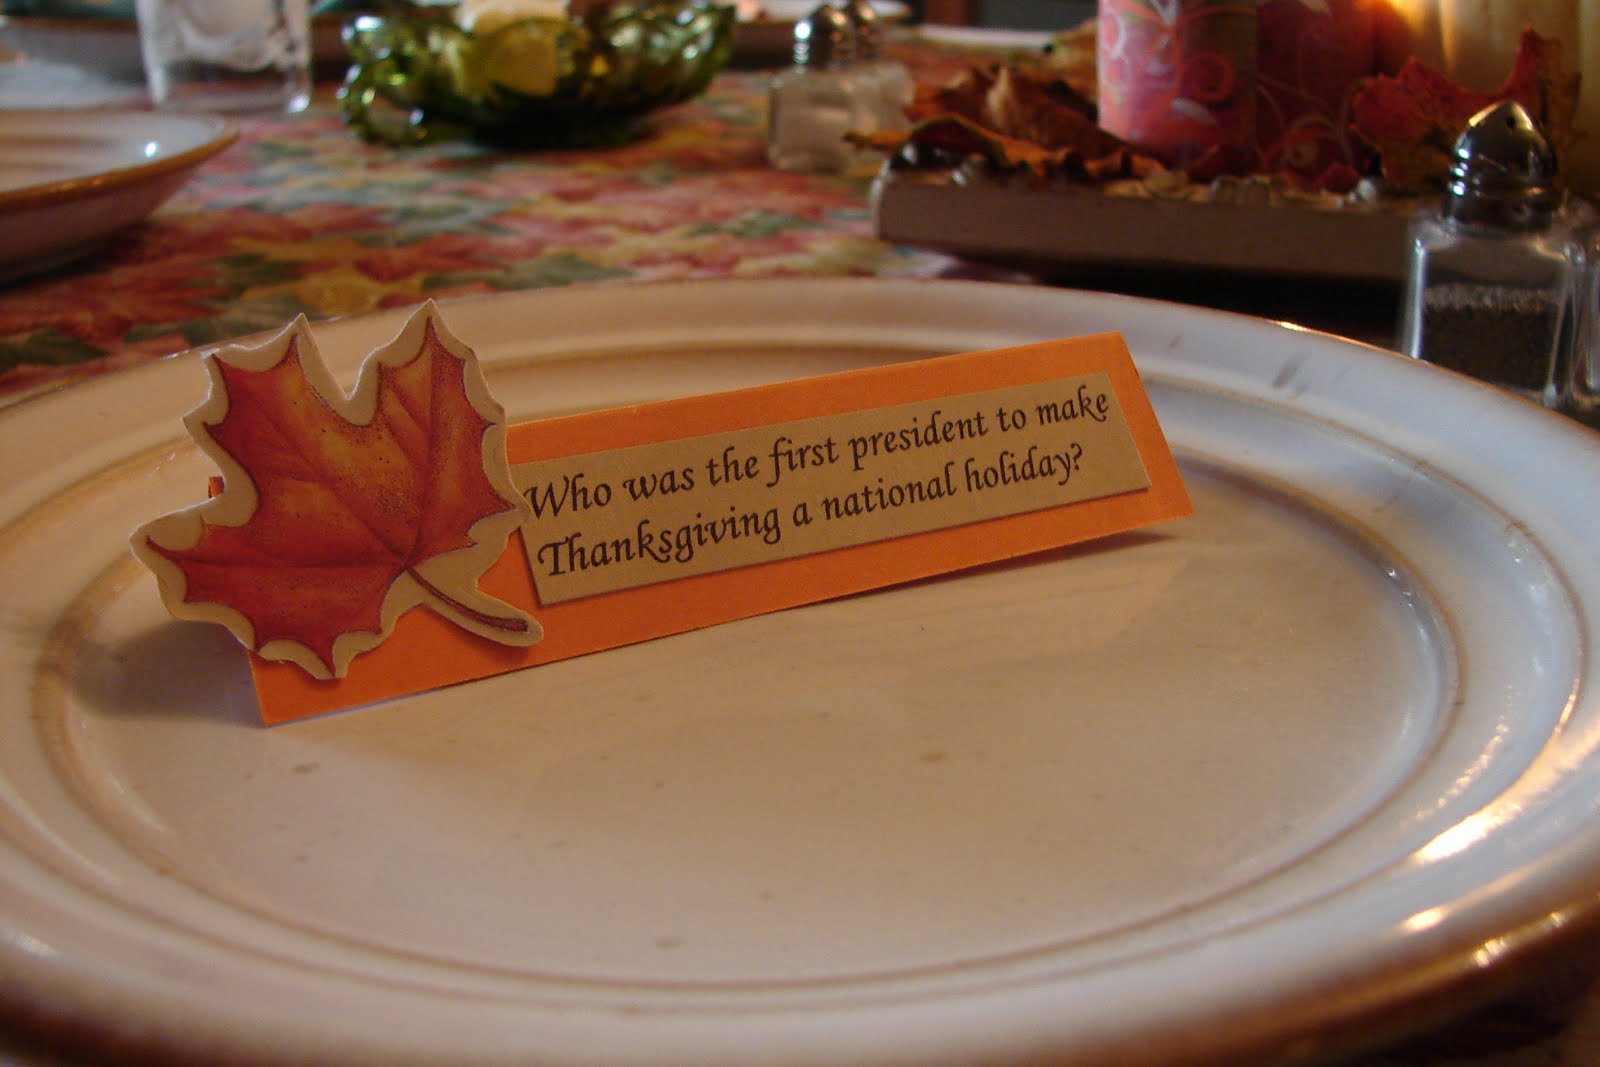 Who was the first president to make
Thanksgiving a national holiday?